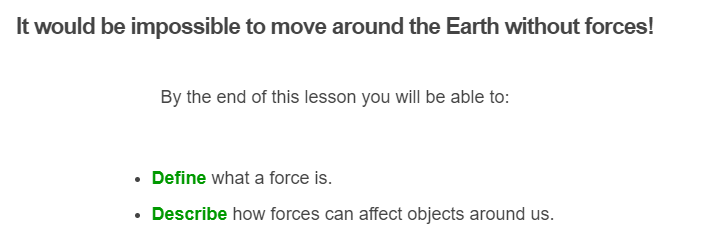 It would be impossible to move around the Earth without forces!
By the end of this lesson you will be able to:
• Define what a force is.
• Describe how forces can affect objects around us.